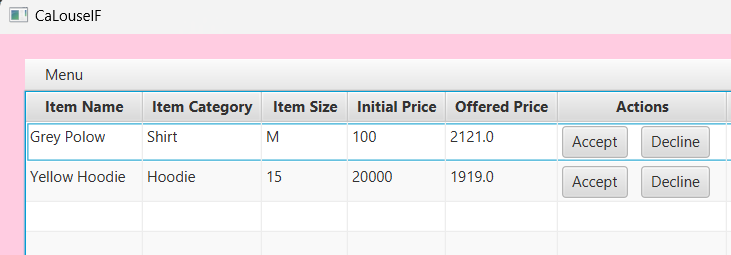 CaLouselF
Menu
Item Name Item Category Item Size Initial Price Offered Price Actions
Grey Polow Shirt M 100 2121.0 Accept Decline
Yellow Hoodie Hoodie 15 20000 1919.0 Accept Decline